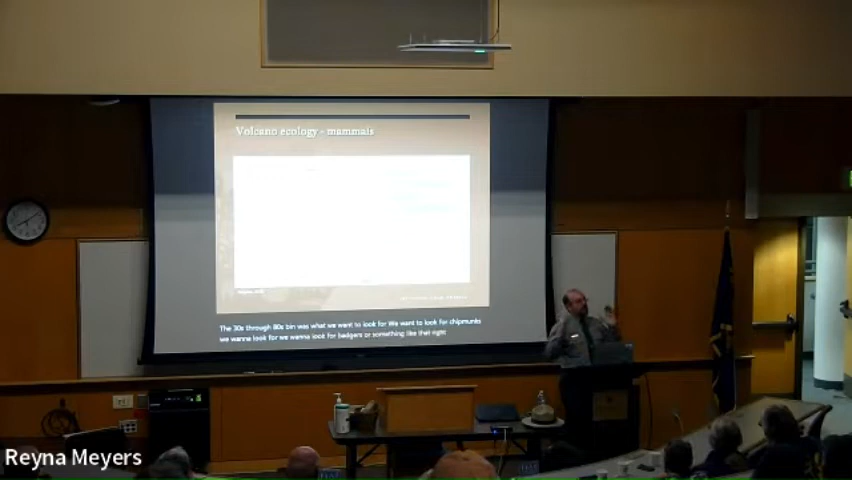 Volcano ecology - mammals
The 30s through 80s bin was what we want to look for We want to look for chipmunks
we wanna look for we wanna look for badgers or something like that right
Reyna Meyers